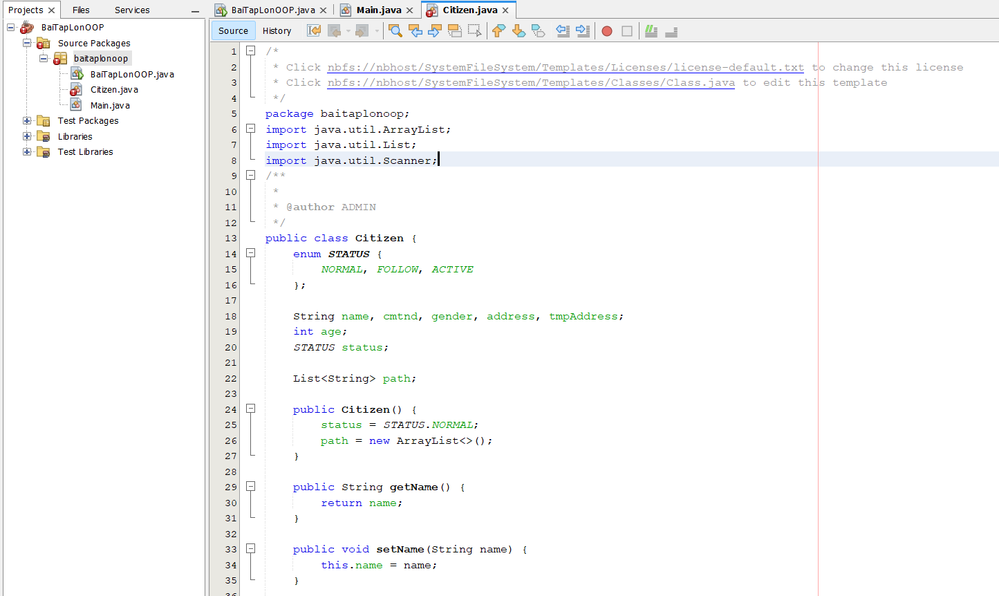 Projects
Files
Services
BaiTapLonOOP
Source Packages
baitaplonoop
BaiTapLonOOP.java
Citizen.java
Main.java
Test Packages
Libraries
Test Libraries
BaiTapLonOOP.java
Main.java
Citizen.java
Source
History
1 /*
2 * Click nbfs://nbhost/SystemFileSystem/Templates/Licenses/license-default.txt to change this license
3 * Click nbfs://nbhost/SystemFileSystem/Templates/Classes/Class.java to edit this template
4 */
5 package baitaplonoop;
6 import java.util.ArrayList;
7 import java.util.List;
8 import java.util.Scanner;
9 /**
10 *
11 * @author ADMIN
12 */
13 public class Citizen {
14 enum STATUS {
15 NORMAL, FOLLOW, ACTIVE
16 };
17
18 String name, cmtnd, gender, address, tmpAddress;
19 int age;
20 STATUS status;
21
22 List<String> path;
23
24 public Citizen() {
25 status = STATUS.NORMAL;
26 path = new ArrayList<>();
27 }
28
29 public String getName() {
30 return name;
31 }
32
33 public void setName(String name) {
34 this.name = name;
35 }